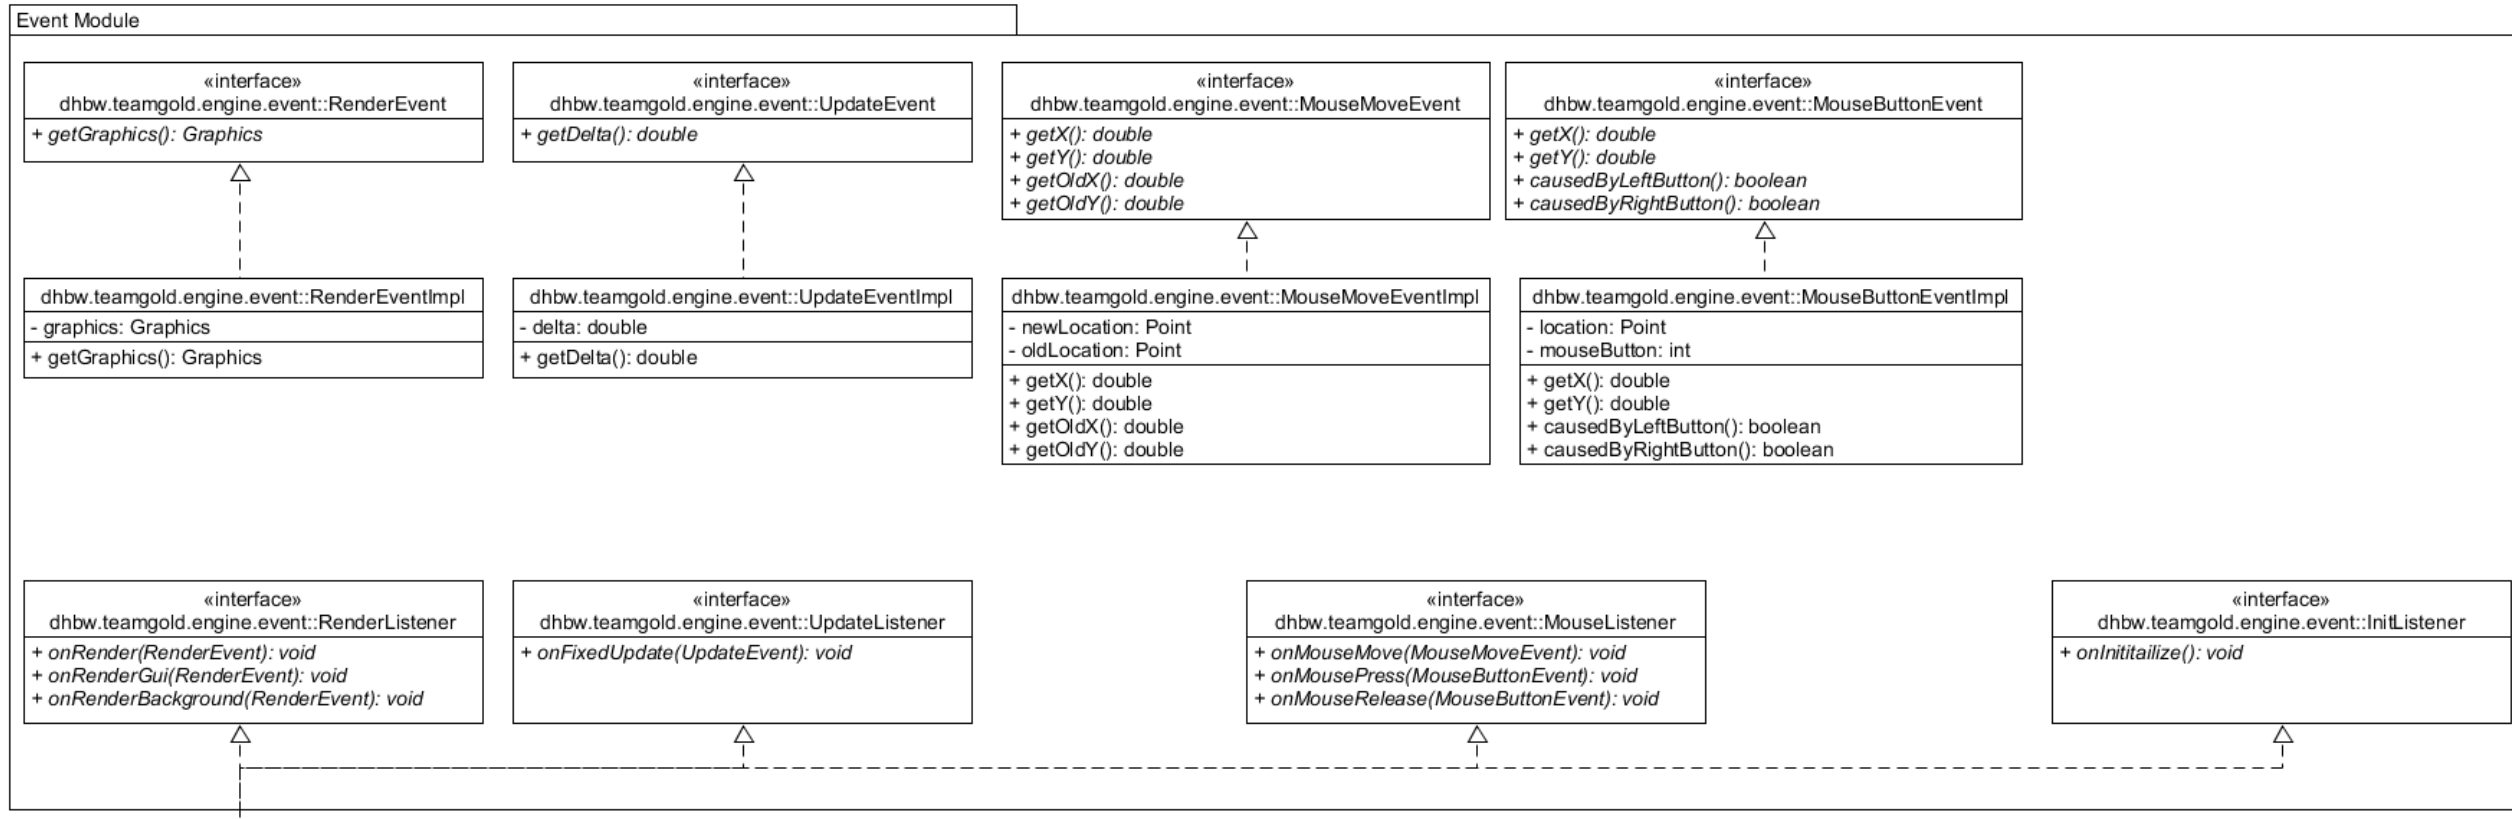 Event Module
«interface»
dhbw.teamgold.engine.event::RenderEvent
+ getGraphics(): Graphics
«interface»
dhbw.teamgold.engine.event::UpdateEvent
+ getDelta(): double
«interface»
dhbw.teamgold.engine.event::MouseMoveEvent
+ getX(): double
+ getY(): double
+ getOldX(): double
+ getOldY(): double
«interface»
dhbw.teamgold.engine.event::MouseButtonEvent
+ getX(): double
+ getY(): double
+ causedByLeftButton(): boolean
+ causedByRightButton(): boolean
dhbw.teamgold.engine.event::RenderEventImpl
- graphics: Graphics
+ getGraphics(): Graphics
dhbw.teamgold.engine.event::UpdateEventImpl
- delta: double
+ getDelta(): double
dhbw.teamgold.engine.event::MouseMoveEventImpl
- newLocation: Point
- oldLocation: Point
+ getX(): double
+ getY(): double
+ getOldX(): double
+ getOldY(): double
dhbw.teamgold.engine.event::MouseButtonEventImpl
- location: Point
- mouseButton: int
+ getX(): double
+ getY(): double
+ causedByLeftButton(): boolean
+ causedByRightButton(): boolean
«interface»
dhbw.teamgold.engine.event::RenderListener
+ onRender(RenderEvent): void
+ onRenderGui(RenderEvent): void
+ onRenderBackground(RenderEvent): void
«interface»
dhbw.teamgold.engine.event::UpdateListener
+ onFixedUpdate(UpdateEvent): void
«interface»
dhbw.teamgold.engine.event::MouseListener
+ onMouseMove(MouseMoveEvent): void
+ onMousePress(MouseButtonEvent): void
+ onMouseRelease(MouseButtonEvent): void
«interface»
dhbw.teamgold.engine.event::InitListener
+ onInititailize(): void